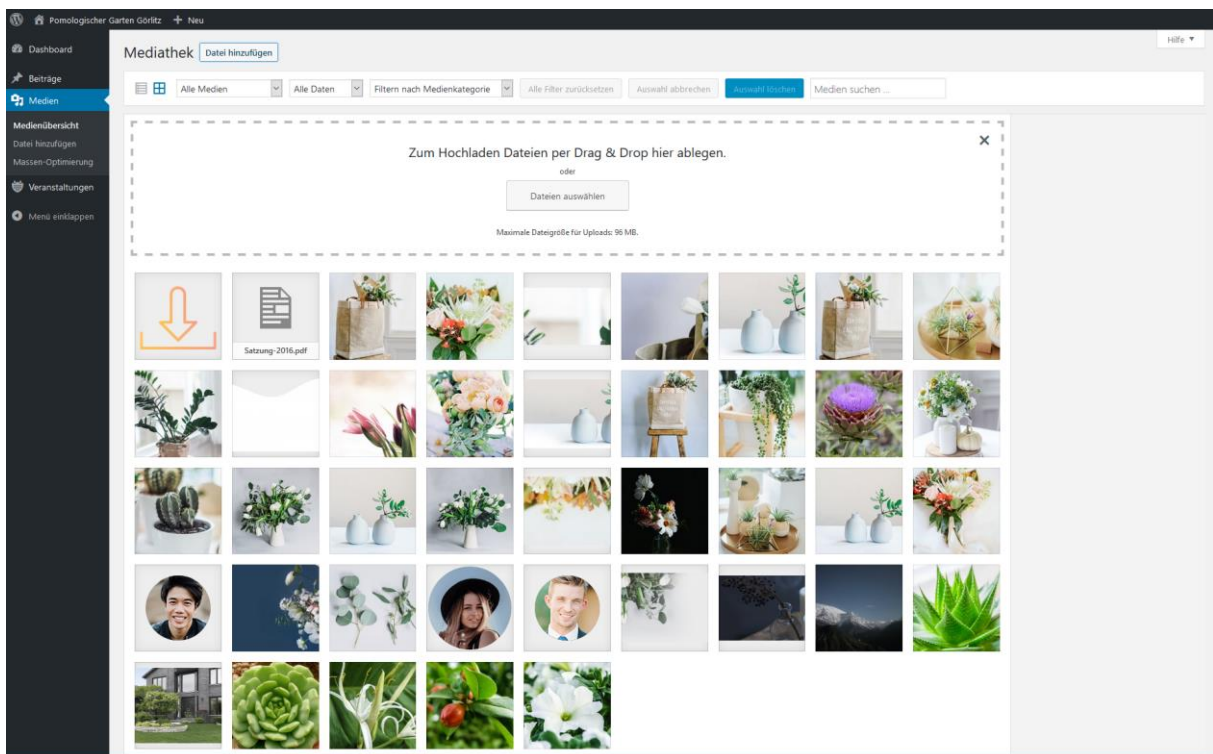 Pomologischer Garten Görlitz + Neu
Dashboard
Beiträge
Medien
Medienübersicht
Datei hinzufügen
Massen-Optimierung
Veranstaltungen
Menü einklappen
Hilfe ▼
Mediathek Datei hinzufügen
Alle Medien Alle Daten Filtern nach Medienkategorie Alle Filter zurücksetzen Auswahl abbrechen Auswahl löschen Medien suchen ...
Zum Hochladen Dateien per Drag & Drop hier ablegen.
oder
Dateien auswählen
Maximale Dateigröße für Uploads: 96 MB.
Satzung-2016.pdf